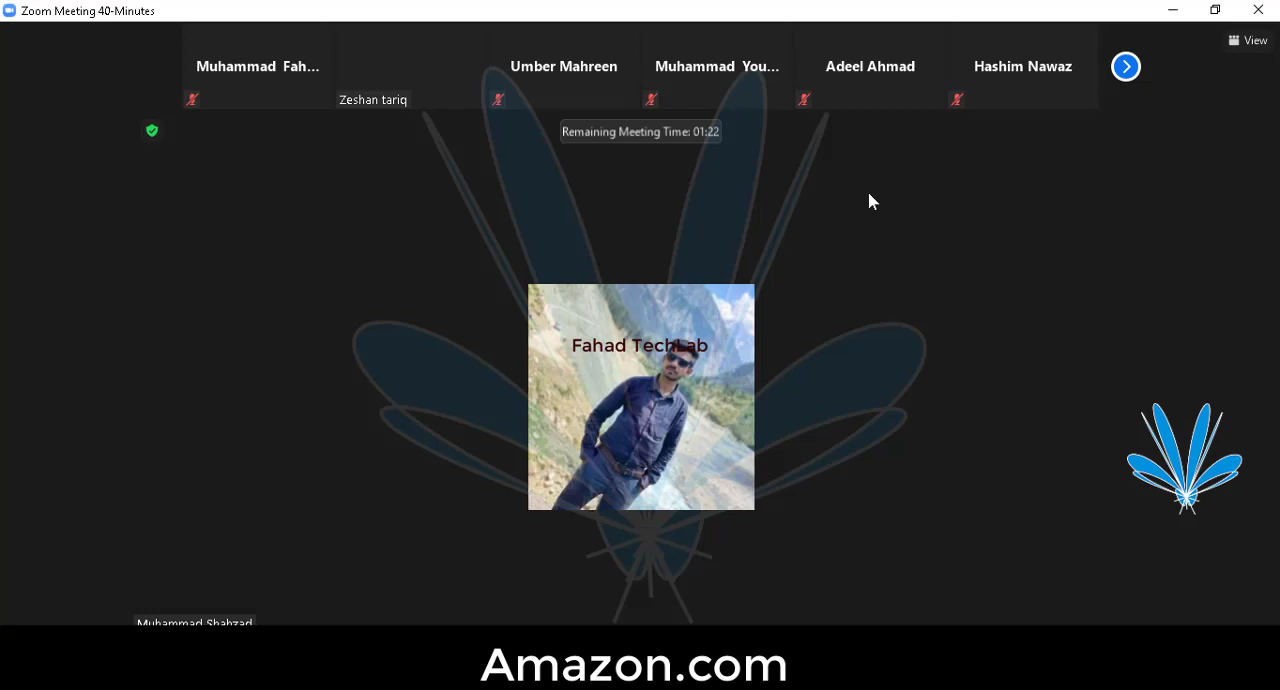 Zoom Meeting 40-Minutes
View
Muhammad Fah...
Umber Mahreen
Muhammad You...
Adeel Ahmad
Hashim Nawaz
Zeshan tariq
Remaining Meeting Time: 01:22
Fahad TechLab
Muhammad Shahzad
Amazon.com